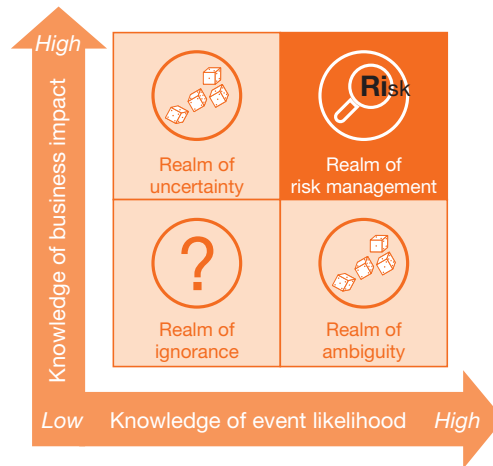 High
Knowledge of business impact
Risk
Realm of
uncertainty
Realm of
risk management
?
Realm of
ignorance
Realm of
ambiguity
Low Knowledge of event likelihood High